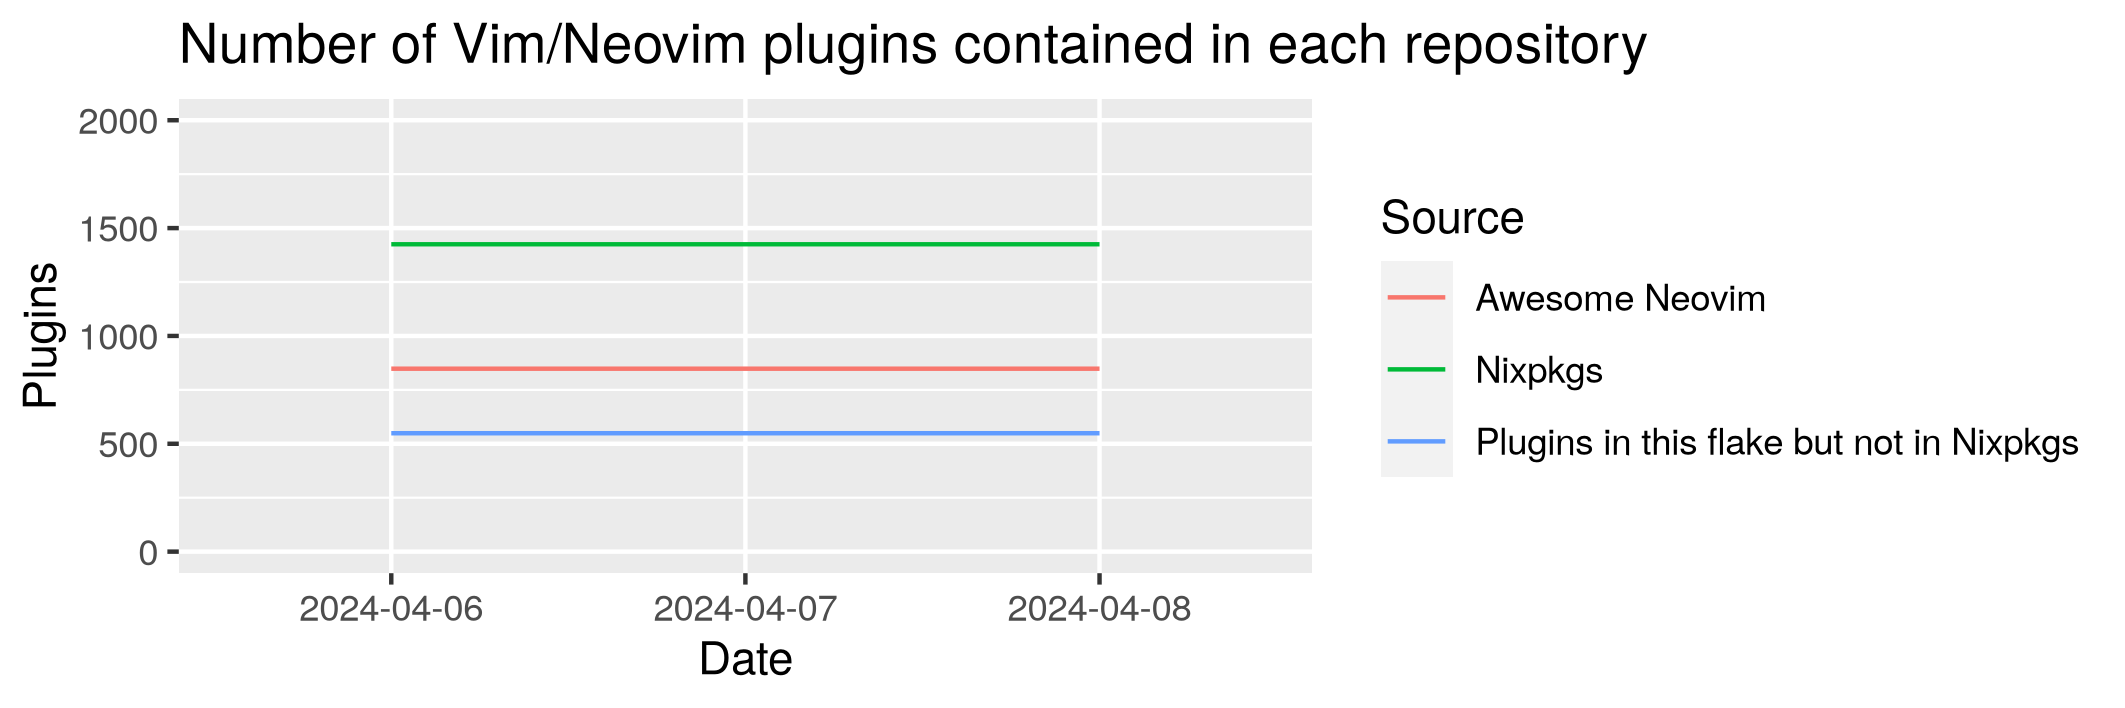 Number of Vim/Neovim plugins contained in each repository
2000
1500
1000
500
0
Plugins
2024-04-06
2024-04-07
2024-04-08
Date
Source
Awesome Neovim
Nixpkgs
Plugins in this flake but not in Nixpkgs